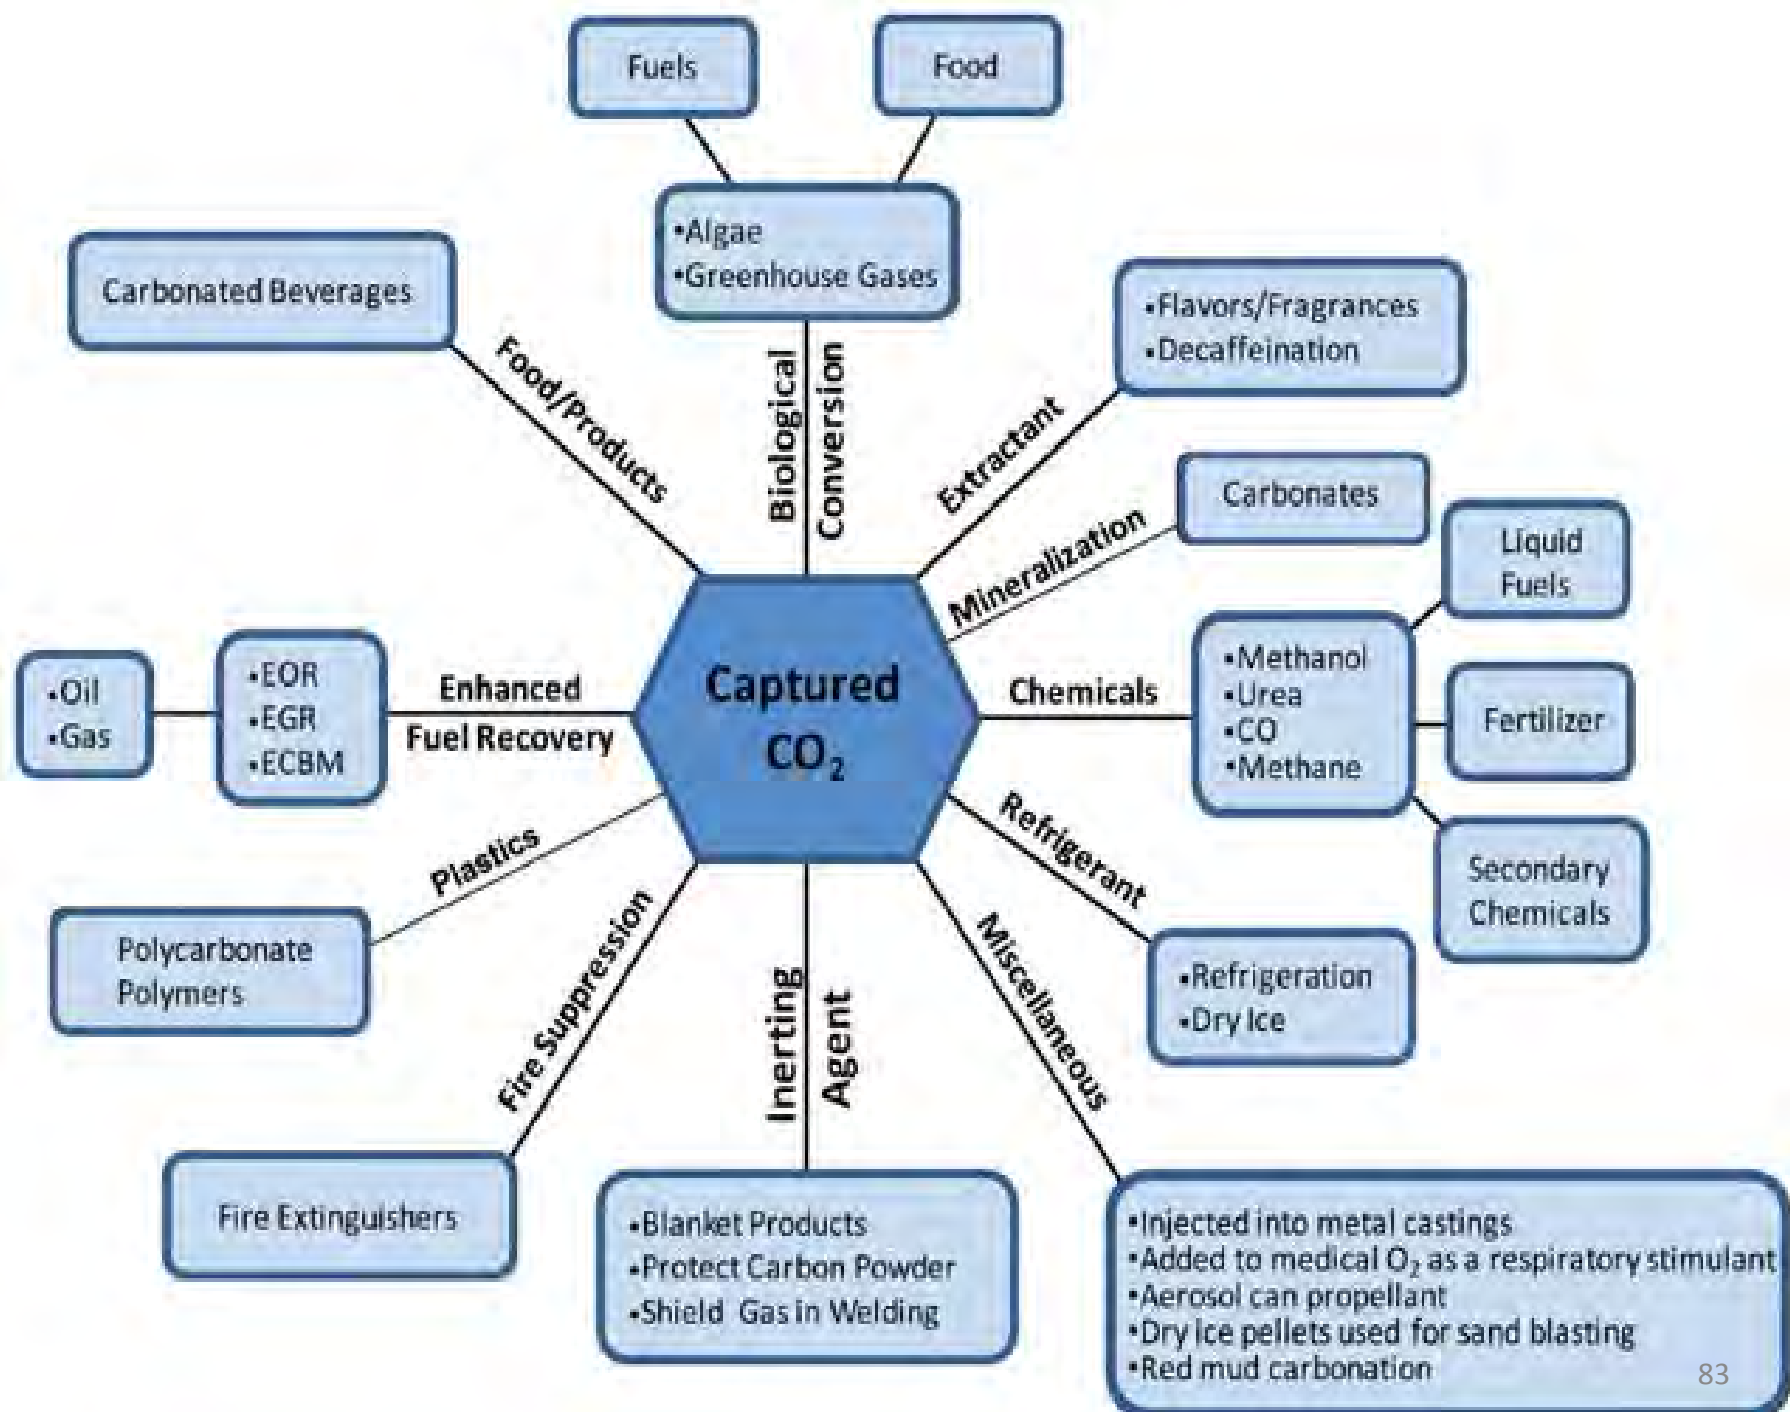 Fuels
Food
•Algae
•Greenhouse Gases
Carbonated Beverages
•Flavors/Fragrances
•Decaffeination
Food/Products
Biological
Conversion
Extractant
Carbonates
Mineralization
Liquid
Fuels
•Oil
•Gas
•EOR
•EGR
•ECBM
Enhanced
Fuel Recovery
Captured
CO₂
Chemicals
•Methanol
•Urea
•CO
•Methane
Fertilizer
Secondary
Chemicals
Plastics
Polycarbonate
Polymers
Refrigerant
•Refrigeration
•Dry Ice
Fire Suppression
Inerting
Agent
Miscellaneous
Fire Extinguishers
•Blanket Products
•Protect Carbon Powder
•Shield Gas in Welding
•Injected into metal castings
•Added to medical O₂ as a respiratory stimulant
•Aerosol can propellant
•Dry ice pellets used for sand blasting
•Red mud carbonation
83